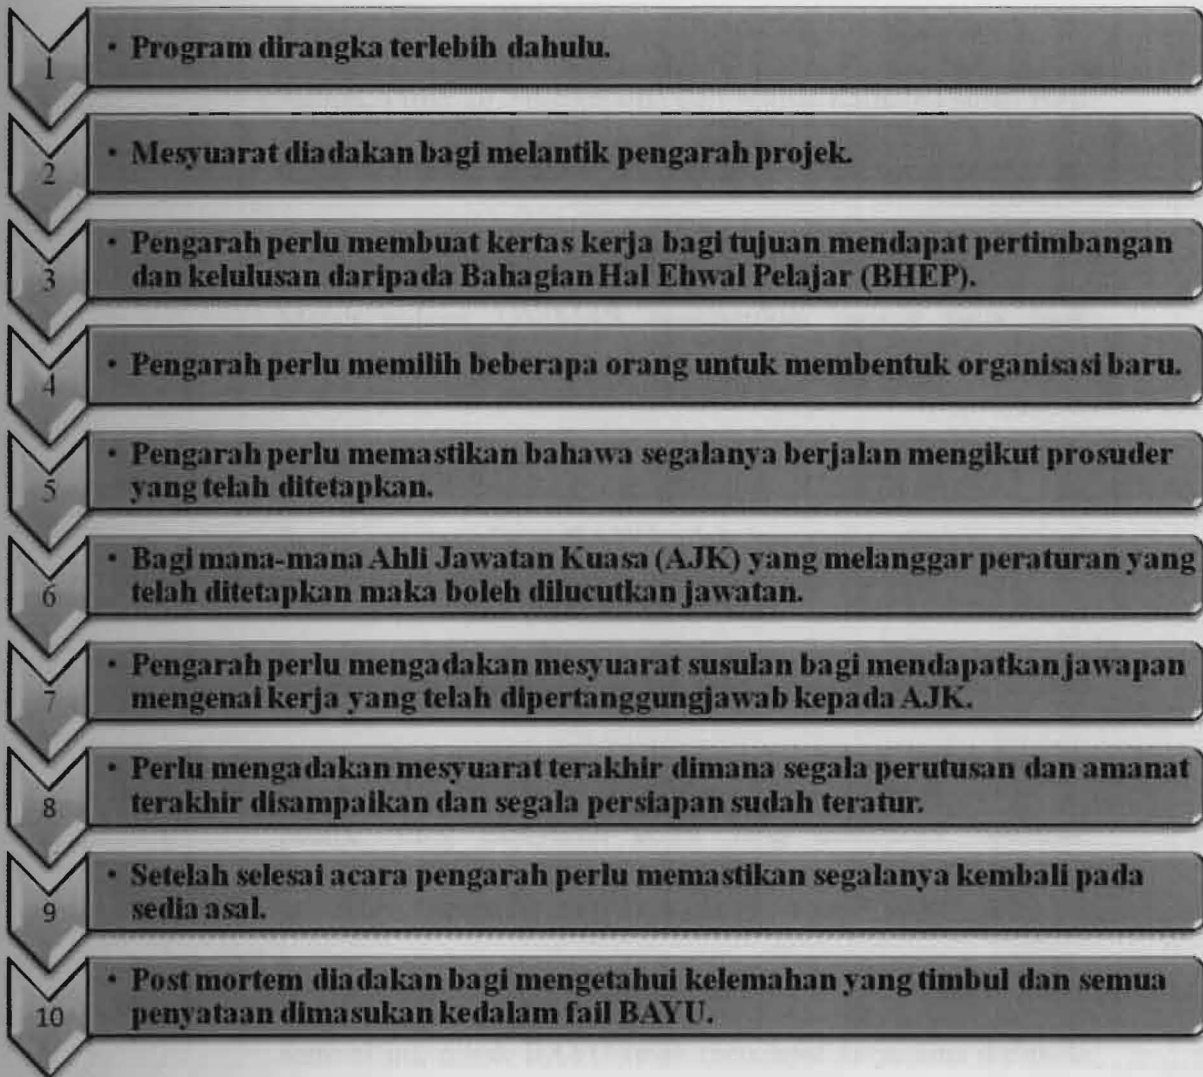 1
• Program dirangka terlebih dahulu.
2
• Mesyuarat diadakan bagi melantik pengarah projek.
3
• Pengarah perlu membuat kertas kerja bagi tujuan mendapat pertimbangan
dan kelulusan daripada Bahagian Hal Ehwal Pelajar (BHEP).
4
• Pengarah perlu memilih beberapa orang untuk membentuk organisasi baru.
5
• Pengarah perlu memastikan bahawa segalanya berjalan mengikut prosuder
yang telah ditetapkan.
6
• Bagi mana-mana Ahli Jawatan Kuasa (AJK) yang melanggar peraturan yang
telah ditetapkan maka boleh dilucutkan jawatan.
7
• Pengarah perlu mengadakan mesyuarat susulan bagi mendapatkan jawapan
mengenai kerja yang telah dipertanggungjawab kepada AJK.
8
• Perlu mengadakan mesyuarat terakhir dimana segala perutusan dan amanat
terakhir disampaikan dan segala persiapan sudah teratur.
9
• Setelah selesai acara pengarah perlu memastikan segalanya kembali pada
sedia asal.
10
• Post mortem diadakan bagi mengetahui kelemahan yang timbul dan semua
penyataan dimasukan kedalam fail BAYU.